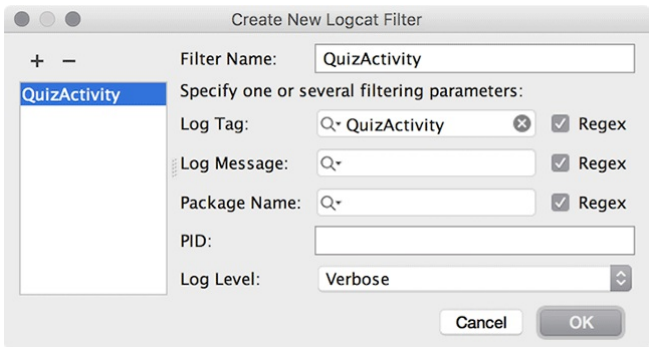 Create New Logcat Filter
+ −
Filter Name: QuizActivity
QuizActivity
Specify one or several filtering parameters:
Log Tag: QuizActivity Regex
Log Message: Regex
Package Name: Regex
PID:
Log Level: Verbose
Cancel OK